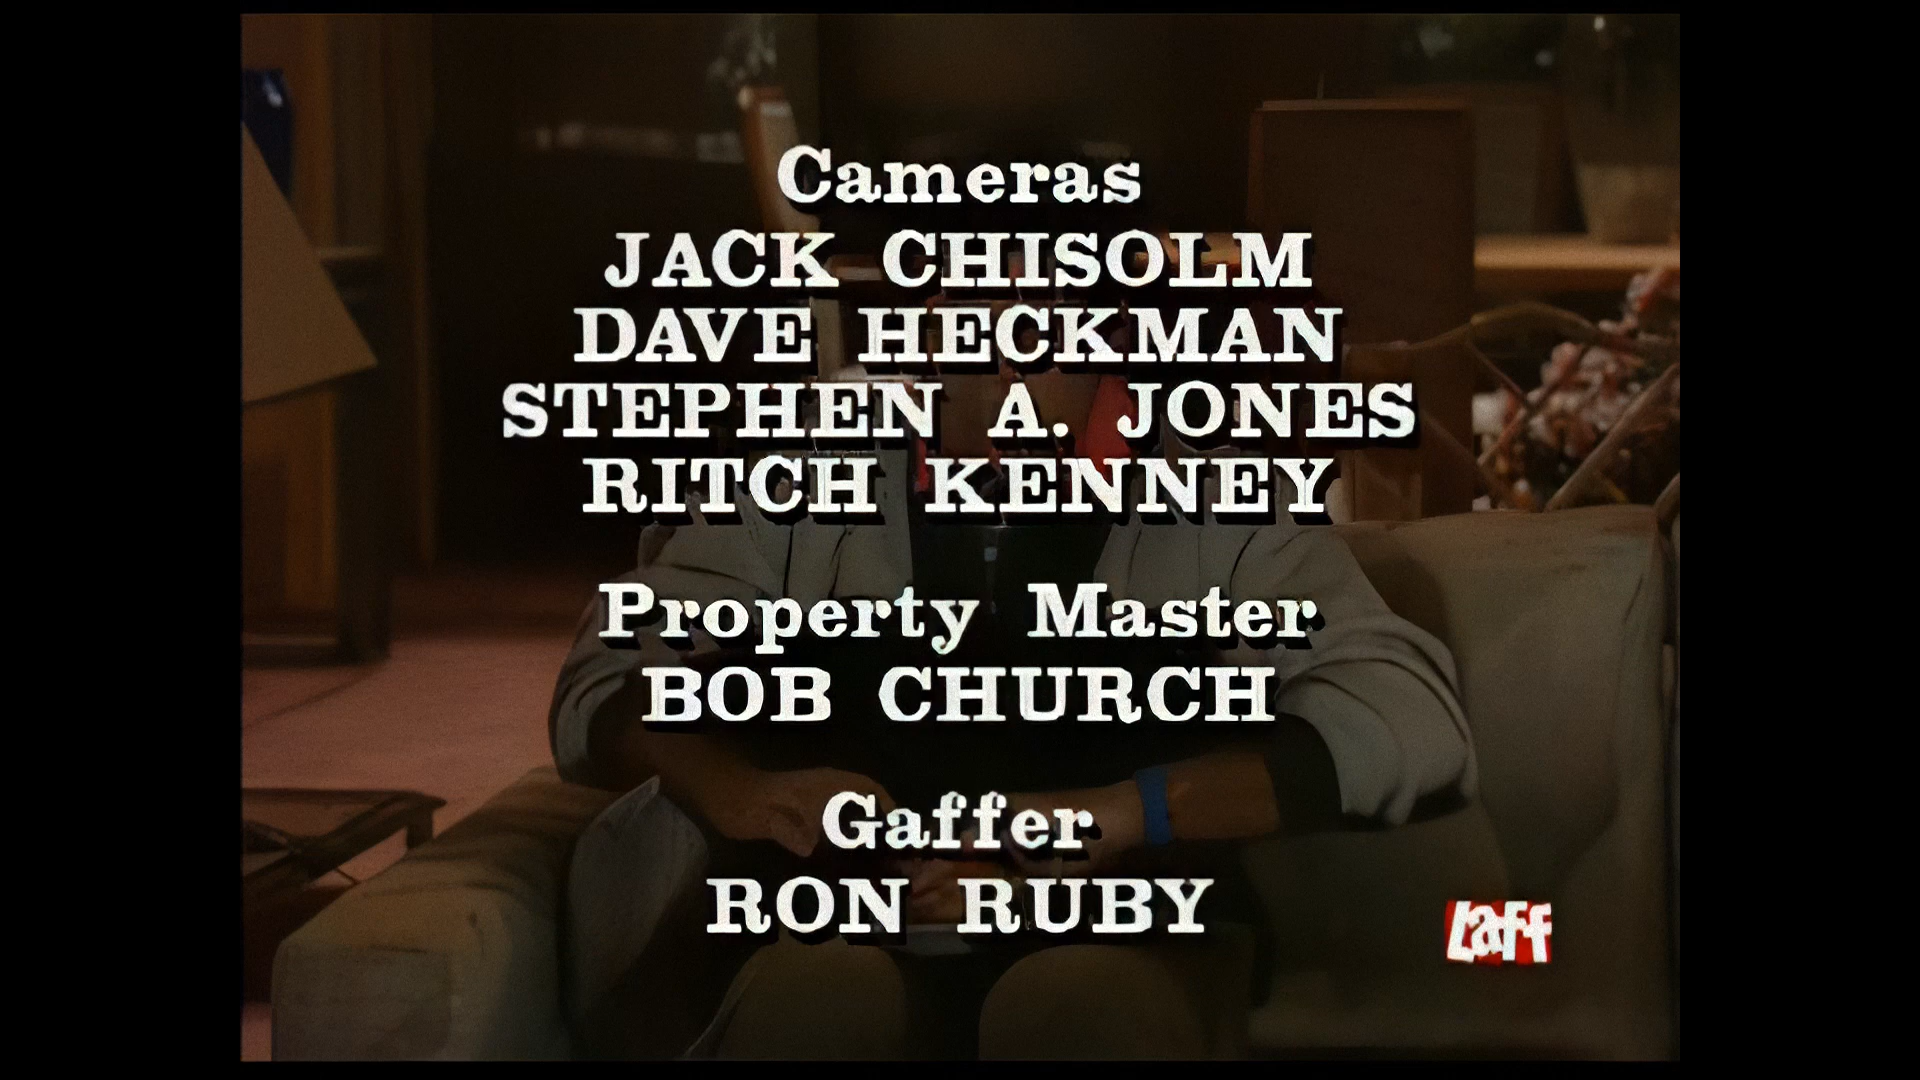 Cameras
JACK CHISOLM
DAVE HECKMAN
STEPHEN A. JONES
RITCH KENNEY
Property Master
BOB CHURCH
Gaffer
RON RUBY
Laff